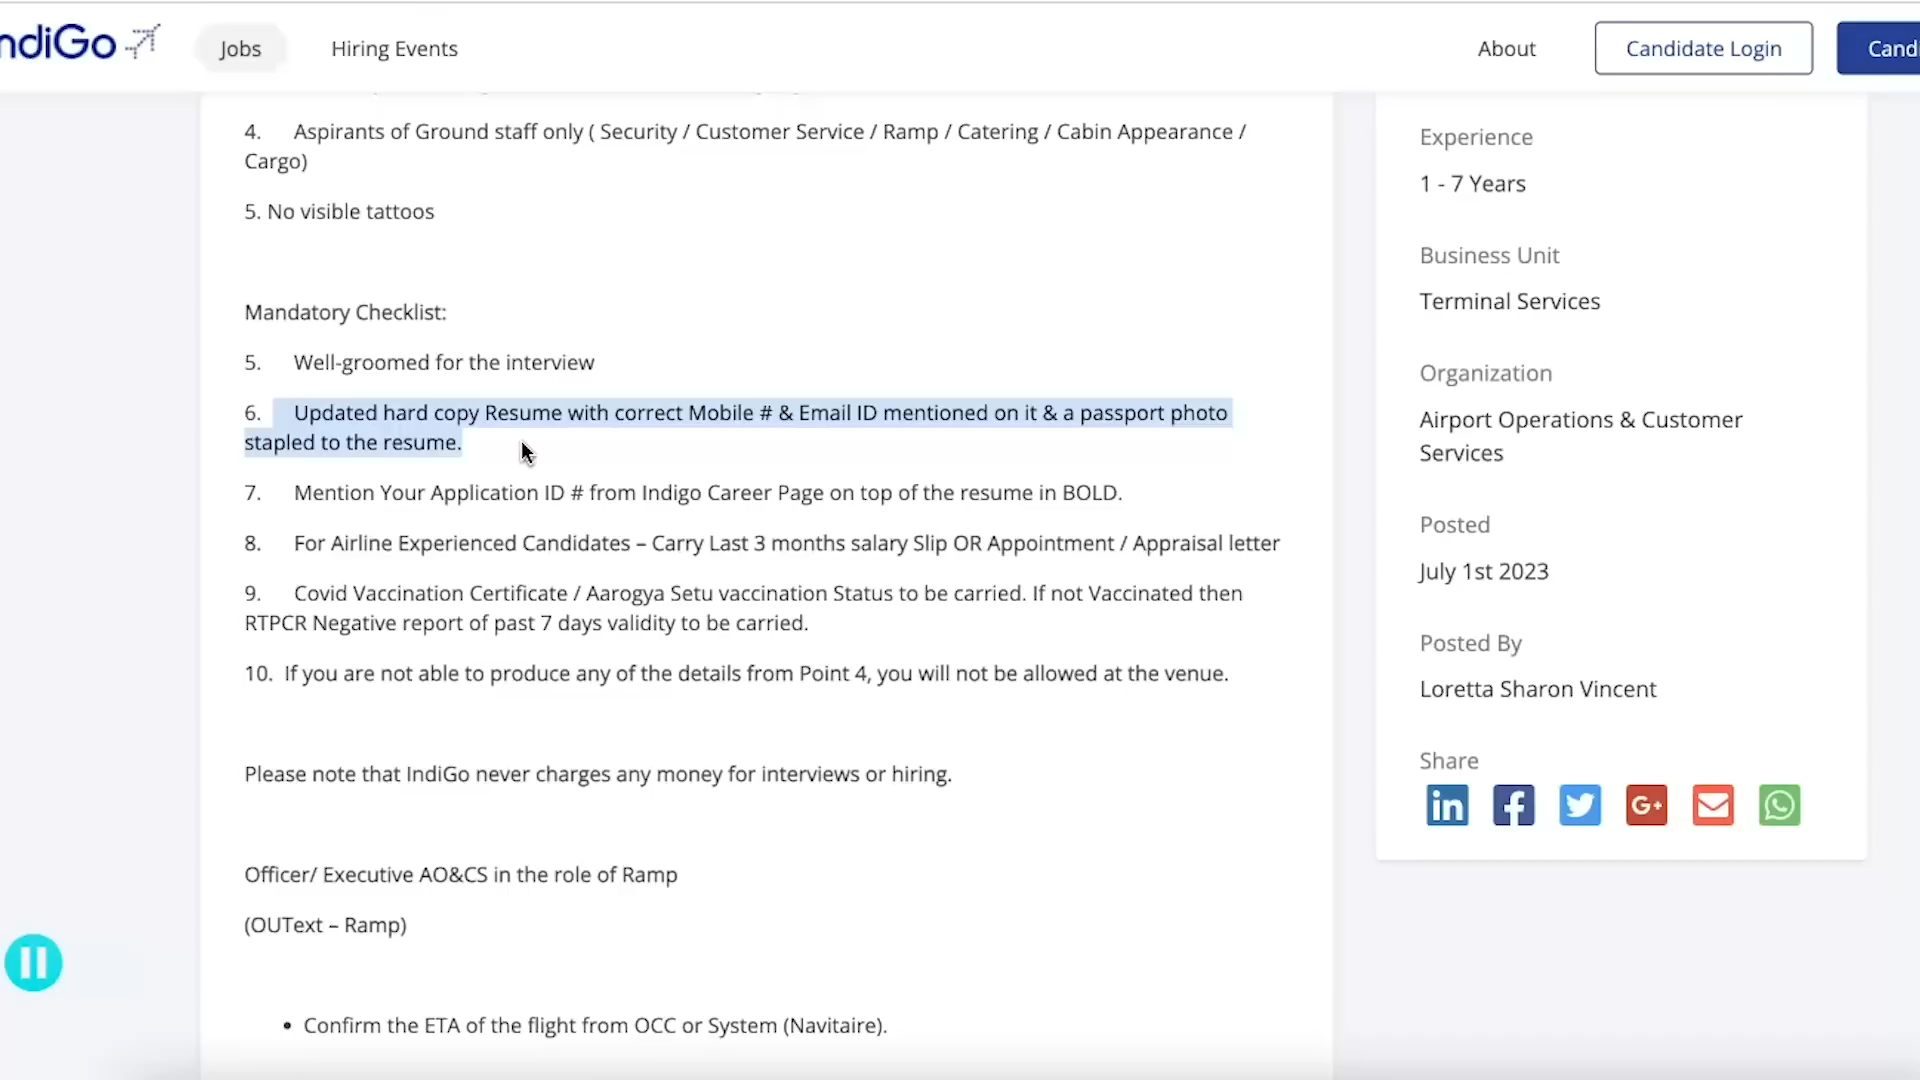 ndiGo
Jobs
Hiring Events
About
Candidate Login
Candi
4. Aspirants of Ground staff only ( Security / Customer Service / Ramp / Catering / Cabin Appearance /
Cargo)
5. No visible tattoos
Mandatory Checklist:
5. Well-groomed for the interview
6. Updated hard copy Resume with correct Mobile # & Email ID mentioned on it & a passport photo
stapled to the resume.
7. Mention Your Application ID # from Indigo Career Page on top of the resume in BOLD.
8. For Airline Experienced Candidates – Carry Last 3 months salary Slip OR Appointment / Appraisal letter
9. Covid Vaccination Certificate / Aarogya Setu vaccination Status to be carried. If not Vaccinated then
RTPCR Negative report of past 7 days validity to be carried.
10. If you are not able to produce any of the details from Point 4, you will not be allowed at the venue.
Please note that IndiGo never charges any money for interviews or hiring.
Officer/ Executive AO&CS in the role of Ramp
(OUText – Ramp)
• Confirm the ETA of the flight from OCC or System (Navitaire).
Experience
1 - 7 Years
Business Unit
Terminal Services
Organization
Airport Operations & Customer
Services
Posted
July 1st 2023
Posted By
Loretta Sharon Vincent
Share